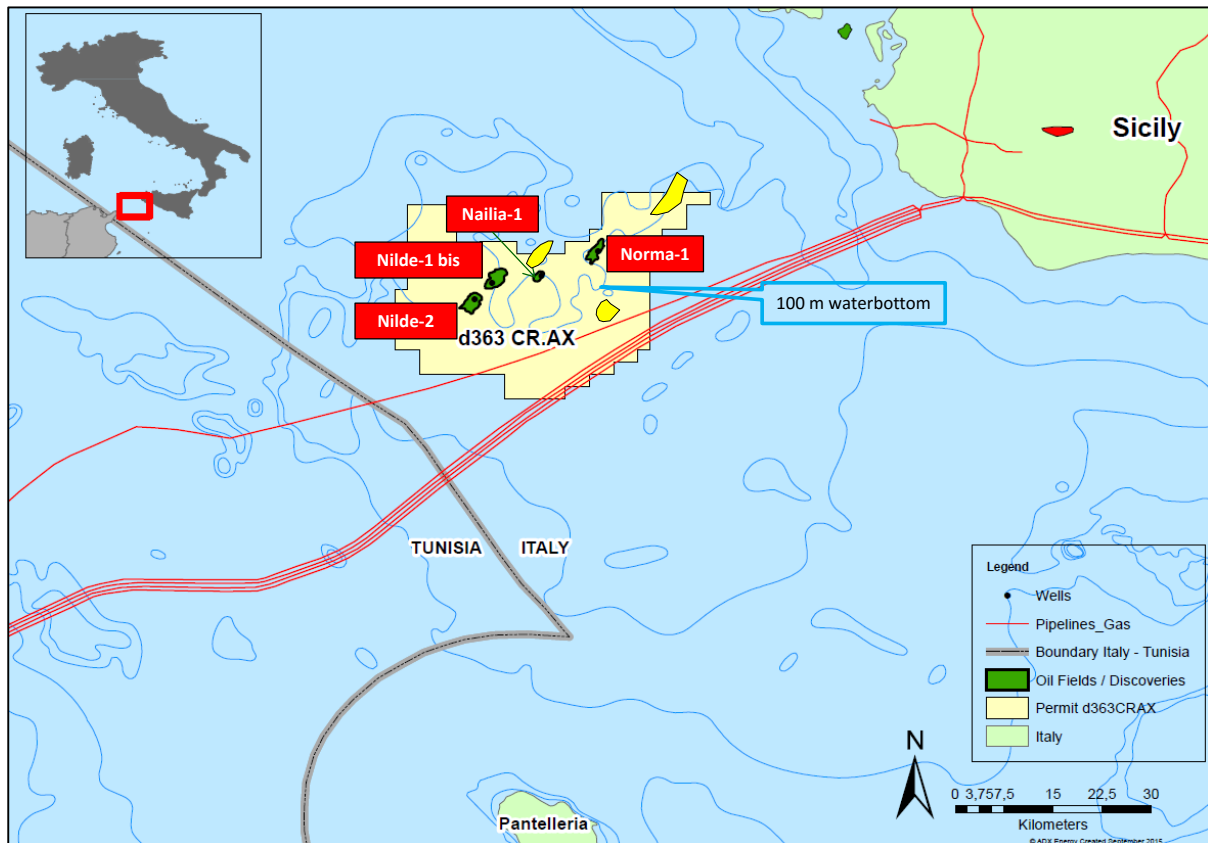 Sicily
Nailia-1
Nilde-1 bis
Norma-1
Nilde-2
100 m waterbottom
d363 CR.AX
TUNISIA ITALY
Legend
Wells
Pipelines_Gas
Boundary Italy - Tunisia
Oil Fields / Discoveries
Permit d363CRAX
Italy
N
0 3,757,5 15 22,5 30
Kilometers
Pantelleria
© ADX Energy Created September 2015